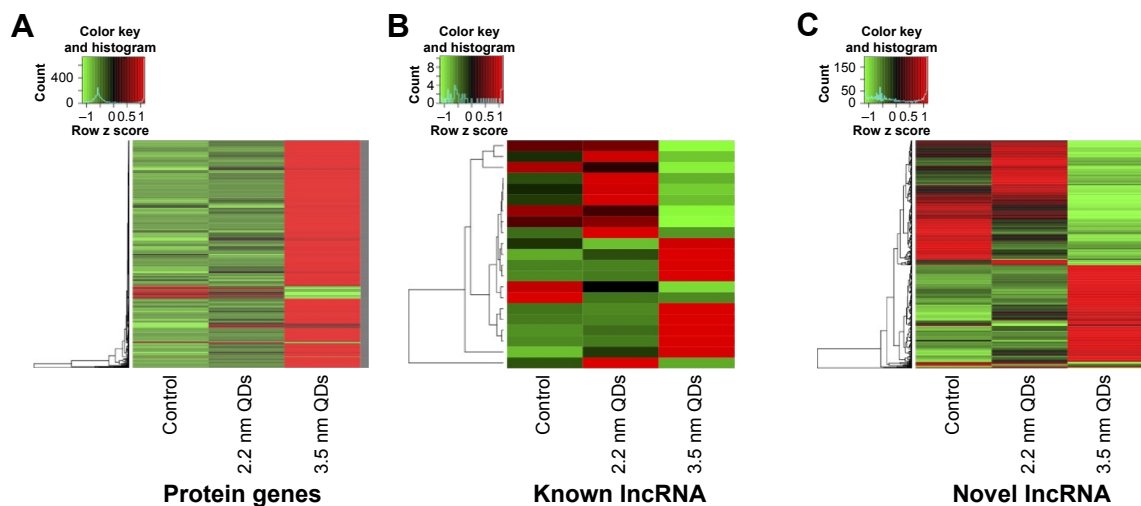 A
Color key
and histogram
Count
400
0
−1 0 0.5 1
Row z score
Control
2.2 nm QDs
3.5 nm QDs
Protein genes
B
Color key
and histogram
Count
10
8
4
0
−1 0 0.5 1
Row z score
Control
2.2 nm QDs
3.5 nm QDs
Known lncRNA
C
Color key
and histogram
Count
150
50
0
−1 0 0.5 1
Row z score
Control
2.2 nm QDs
3.5 nm QDs
Novel lncRNA